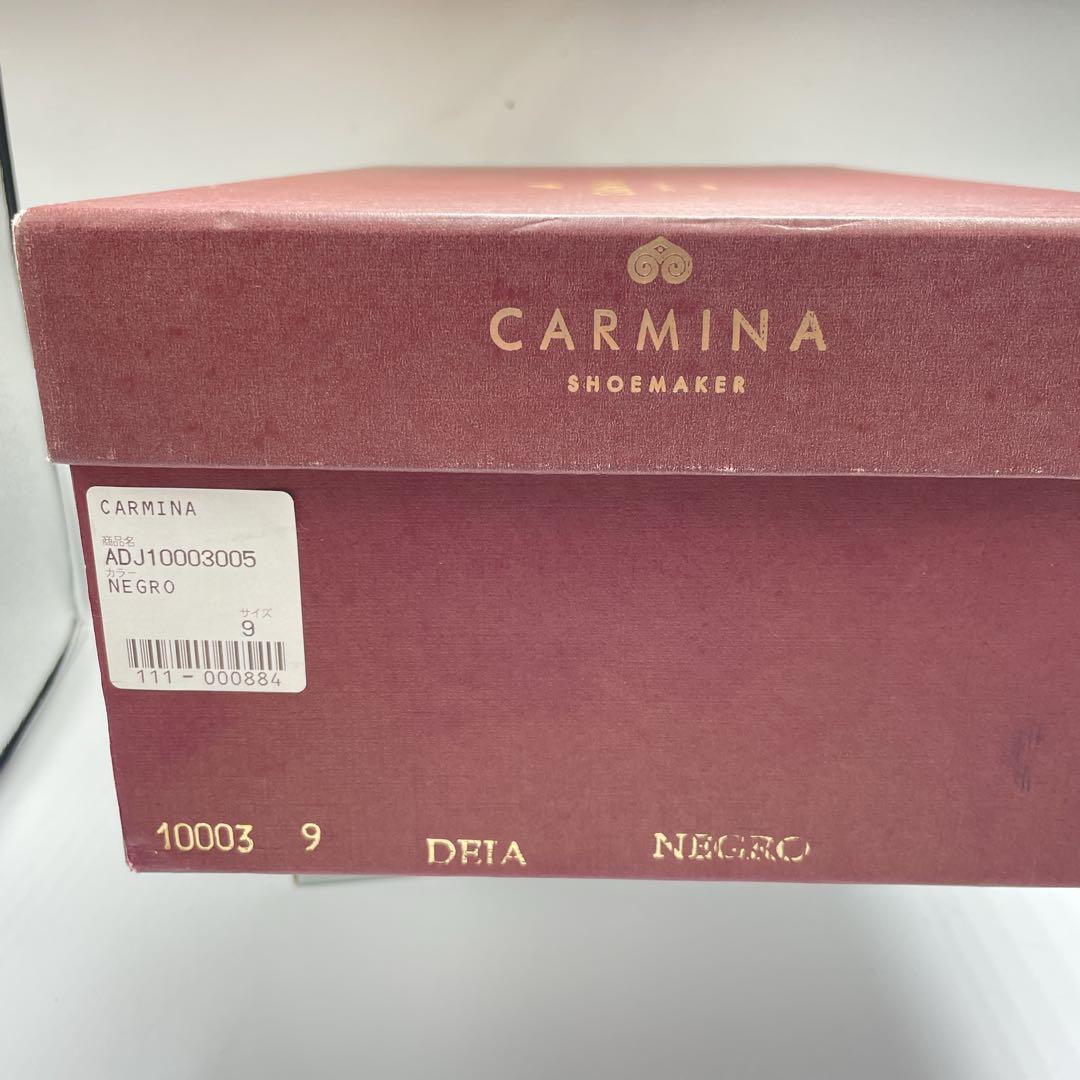 CARMINA
SHOEMAKER
CARMINA
商品名
ADJ10003005
カラー
NEGRO
サイズ
9
111-000884
10003 9 DEIA NEGRO